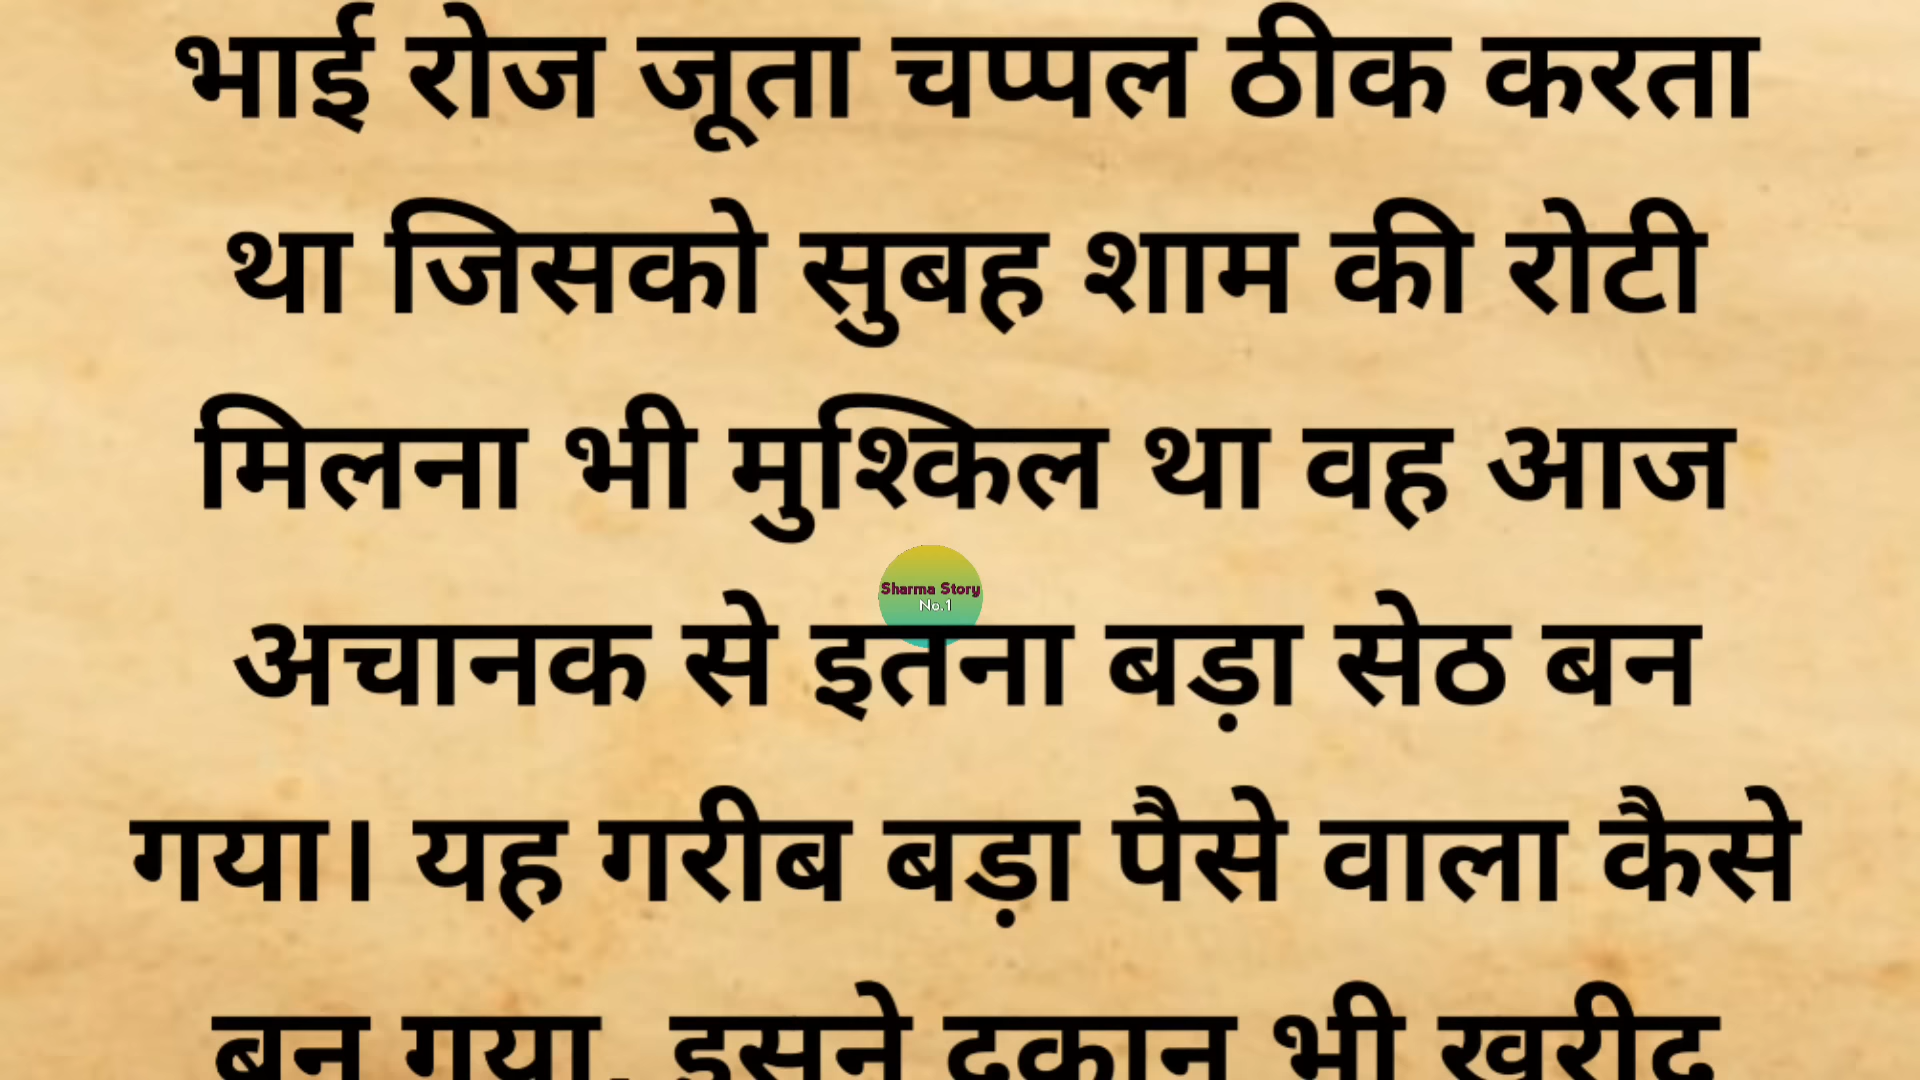 भाई रोज जूता चप्पल ठीक करता
था जिसको सुबह शाम की रोटी
मिलना भी मुश्किल था वह आज
Sharma Story
No.1
अचानक से इतना बड़ा सेठ बन
गया। यह गरीब बड़ा पैसे वाला कैसे
बन गया, इसने दुकान भी खरीद